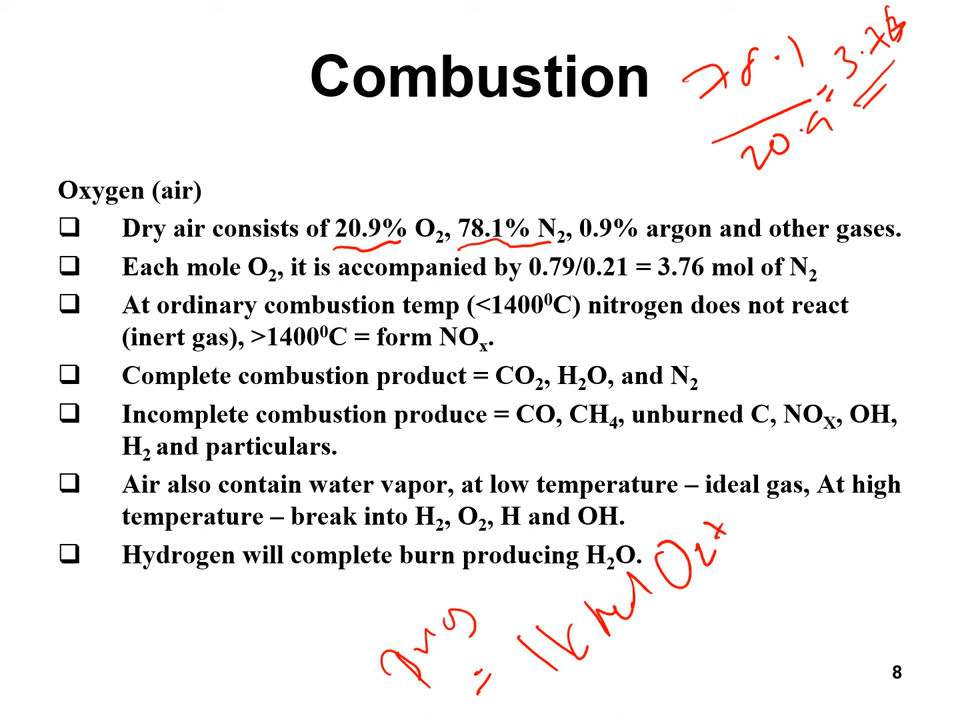 Combustion
78.1
20.9
= 3.76
Oxygen (air)
❑ Dry air consists of 20.9% O₂, 78.1% N₂, 0.9% argon and other gases.
❑ Each mole O₂, it is accompanied by 0.79/0.21 = 3.76 mol of N₂
❑ At ordinary combustion temp (<1400⁰C) nitrogen does not react
(inert gas), >1400⁰C = form NOₓ.
❑ Complete combustion product = CO₂, H₂O, and N₂
❑ Incomplete combustion produce = CO, CH₄, unburned C, NOX, OH,
H₂ and particulars.
❑ Air also contain water vapor, at low temperature – ideal gas, At high
temperature – break into H₂, O₂, H and OH.
❑ Hydrogen will complete burn producing H₂O.
= 1 kmol O₂ +
8